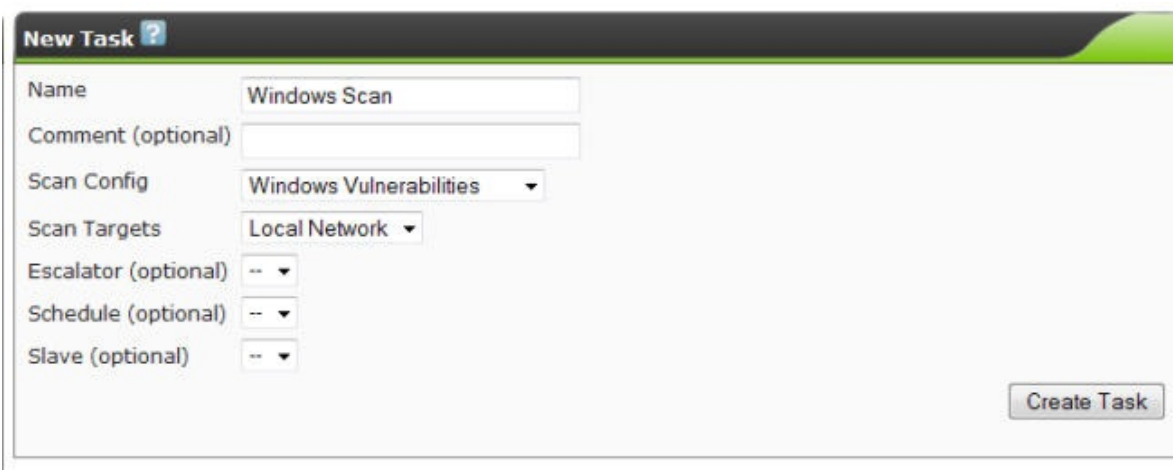 New Task ?
Name Windows Scan
Comment (optional)
Scan Config Windows Vulnerabilities
Scan Targets Local Network
Escalator (optional) --
Schedule (optional) --
Slave (optional) --
Create Task